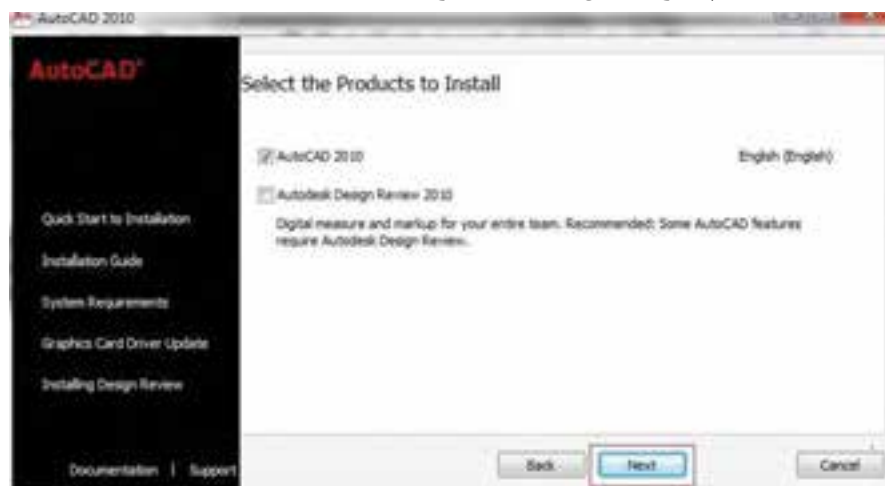 AutoCAD 2010
AutoCAD®
Select the Products to Install
AutoCAD 2010
English (English)
Autodesk Design Review 2010
Digital measure and markup for your entire team. Recommended: Some AutoCAD features
require Autodesk Design Review.
Quick Start to Installation
Installation Guide
System Requirements
Graphics Card Driver Update
Installing Design Review
Documentation | Support
Back
Next
Cancel